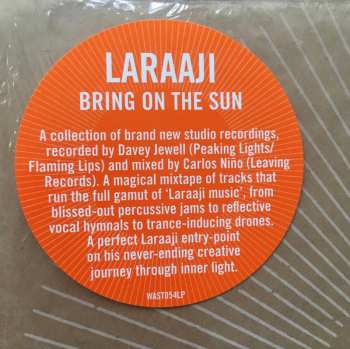 LARAAJI
BRING ON THE SUN
A collection of brand new studio recordings,
recorded by Davey Jewell (Peaking Lights/
Flaming Lips) and mixed by Carlos Niño (Leaving
Records). A magical mixtape of tracks that
run the full gamut of ‘Laraaji music’, from
blissed-out percussive jams to reflective
vocal hymnals to trance-inducing drones.
A perfect Laraaji entry-point
on his never-ending creative
journey through inner light.
WAST054LP